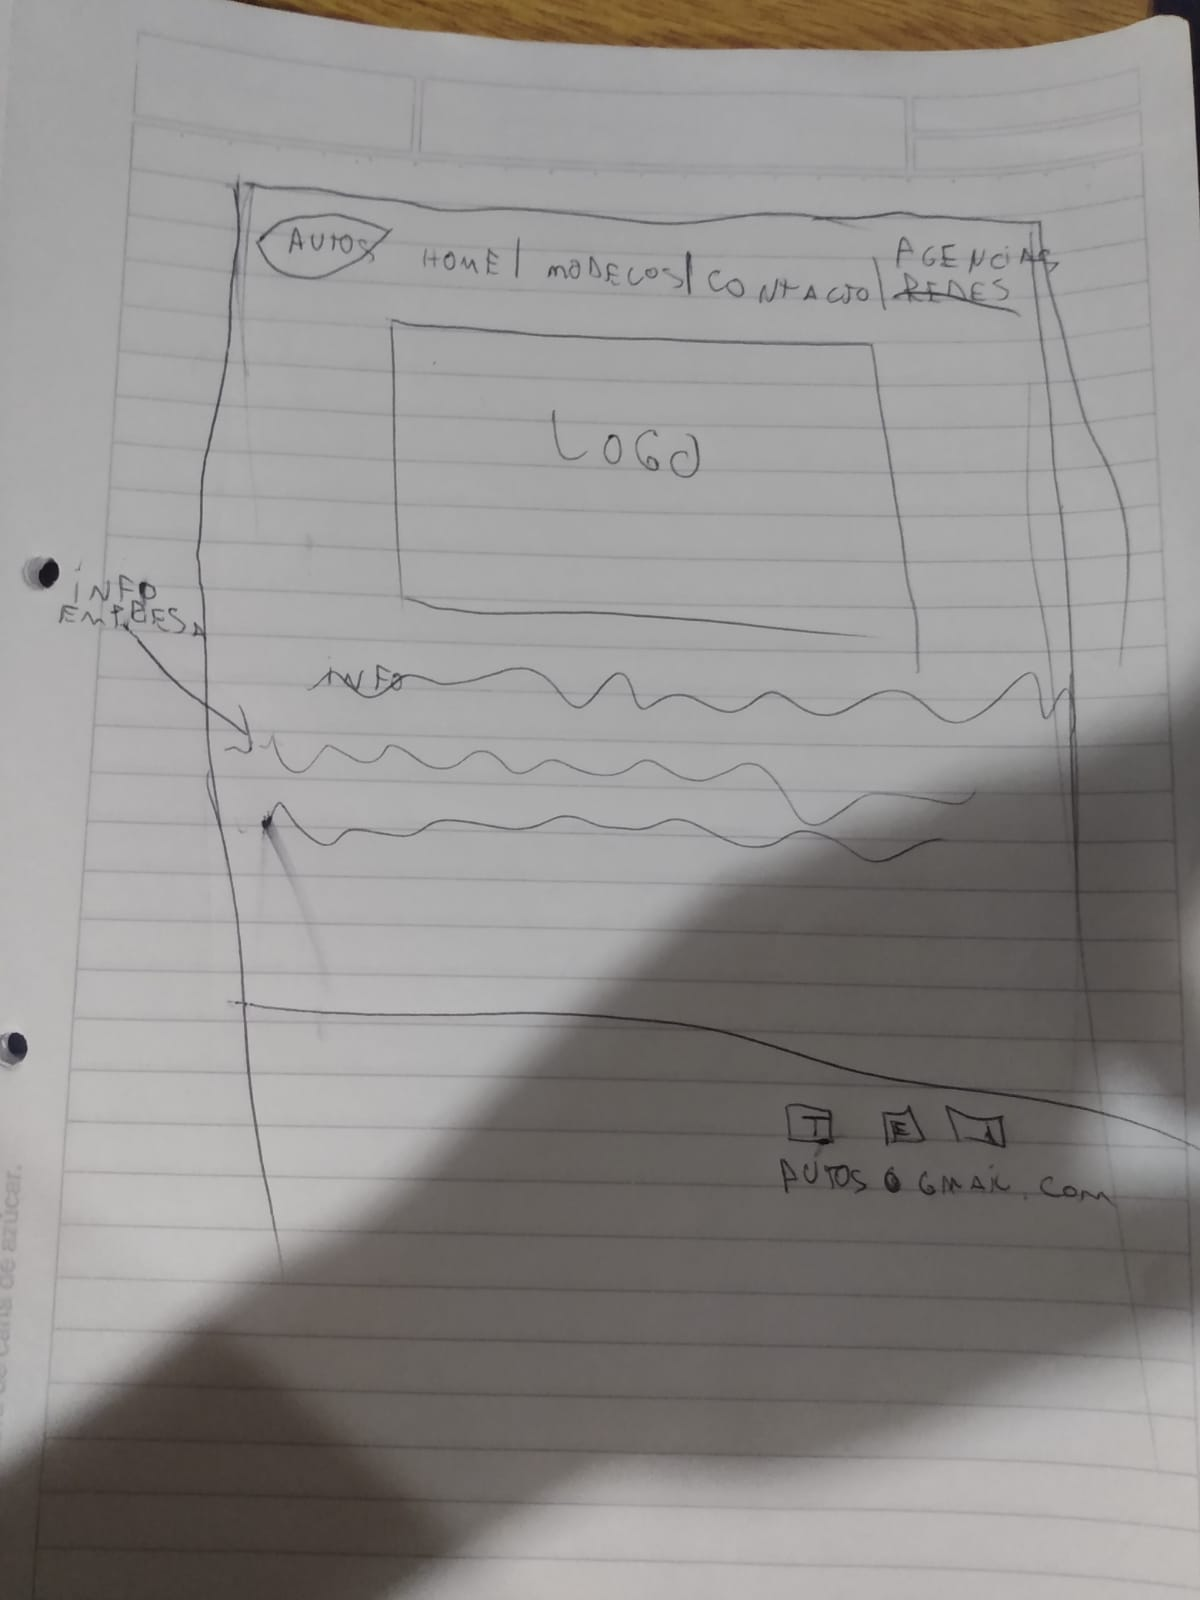 AUTOS HOME | MODELOS | CONTACTO | AGENCIAS
REDES
LOGO
INFO
EMPRESA
INFO
T F I
AUTOS@GMAIL.COM
de caña de azúcar.